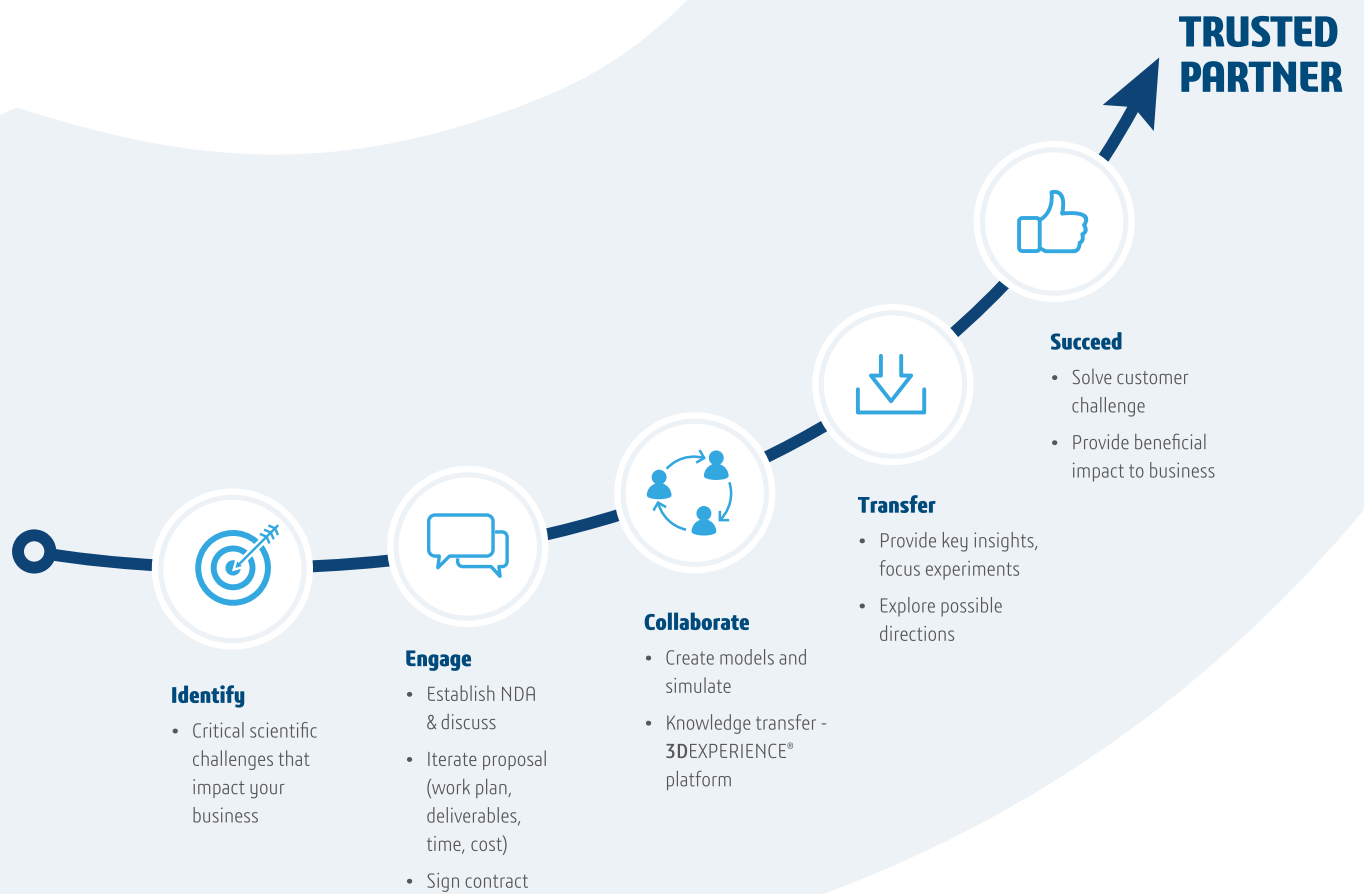 TRUSTED
PARTNER
Identify
• Critical scientific
challenges that
impact your
business
Engage
• Establish NDA
& discuss
• Iterate proposal
(work plan,
deliverables,
time, cost)
• Sign contract
Collaborate
• Create models and
simulate
• Knowledge transfer -
3DEXPERIENCE®
platform
Transfer
• Provide key insights,
focus experiments
• Explore possible
directions
Succeed
• Solve customer
challenge
• Provide beneficial
impact to business